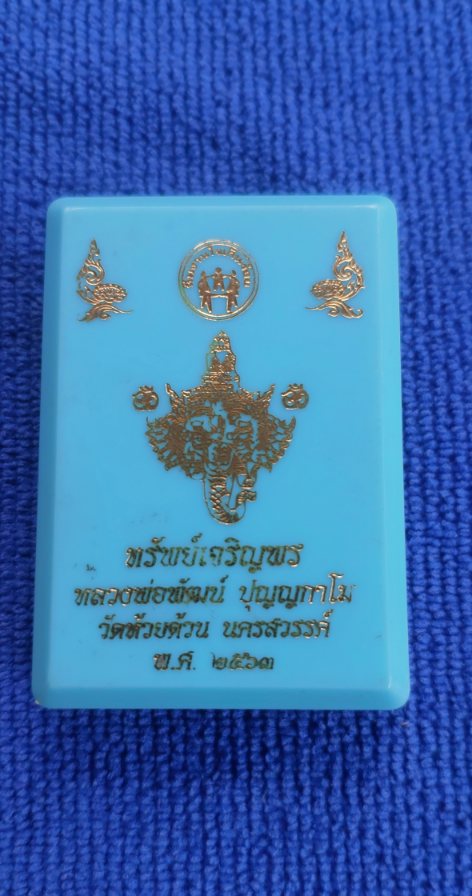 ทรัพย์เจริญพร
หลวงพ่อพัฒน์ ปุญญกาโม
วัดห้วยด้วน นครสวรรค์
พ.ศ. ๒๕๖๓